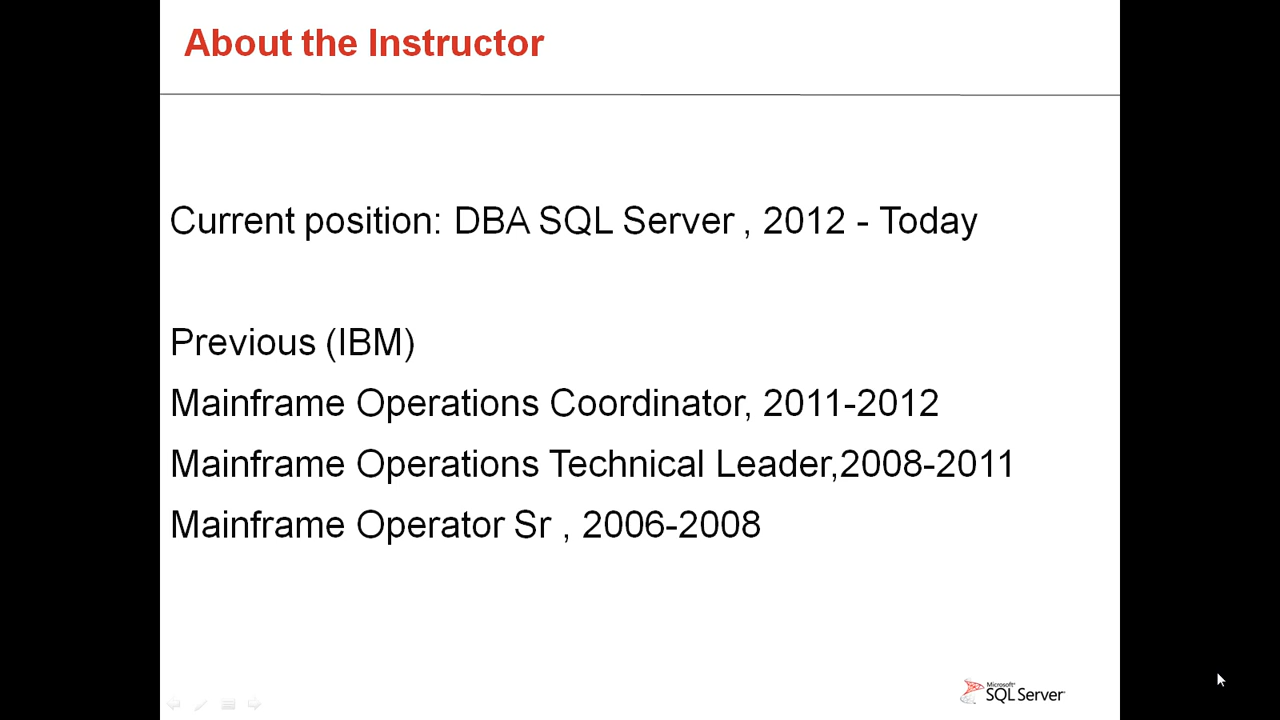 About the Instructor
Current position: DBA SQL Server , 2012 - Today
Previous (IBM)
Mainframe Operations Coordinator, 2011-2012
Mainframe Operations Technical Leader,2008-2011
Mainframe Operator Sr , 2006-2008
Microsoft
SQL Server